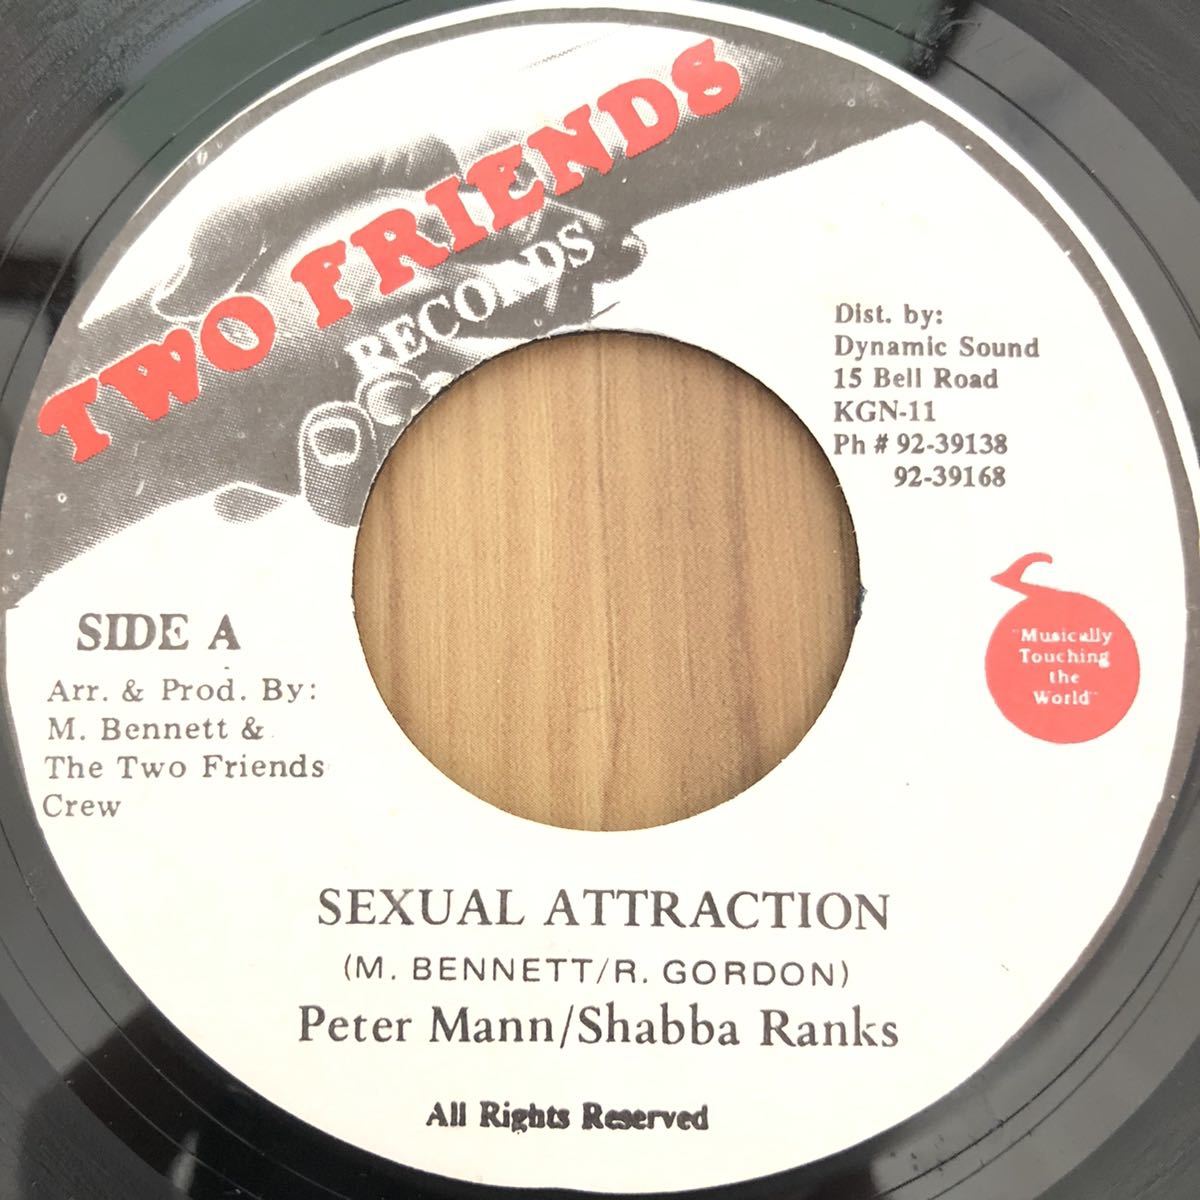 TWO FRIENDS
RECORDS
Dist. by:
Dynamic Sound
15 Bell Road
KGN-11
Ph # 92-39138
92-39168
SIDE A
Arr. & Prod. By:
M. Bennett &
The Two Friends
Crew
"Musically
Touching
the
World"
SEXUAL ATTRACTION
(M. BENNETT/R. GORDON)
Peter Mann/Shabba Ranks
All Rights Reserved